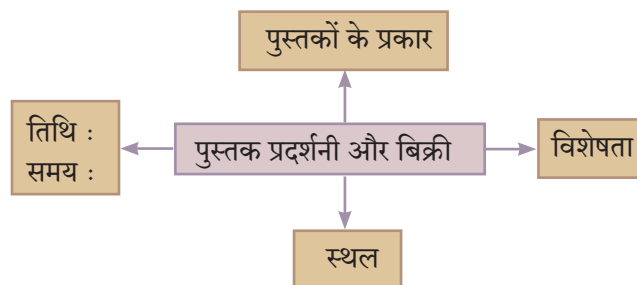 पुस्तकों के प्रकार
तिथि :
समय :
पुस्तक प्रदर्शनी और बिक्री
विशेषता
स्थल